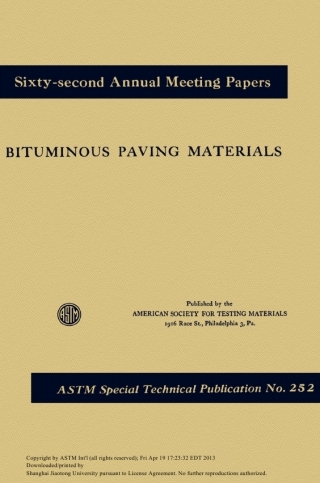 Sixty-second Annual Meeting Papers
BITUMINOUS PAVING MATERIALS
Published by the
ASTM
AMERICAN SOCIETY FOR TESTING MATERIALS
1916 Race St., Philadelphia 3, Pa.
ASTM Special Technical Publication No. 252
Copyright by ASTM Int'l (all rights reserved); Fri Apr 19 17:23:32 EDT 2013
Downloaded/printed by
Shanghai Jiaotong University pursuant to License Agreement. No further reproductions authorized.